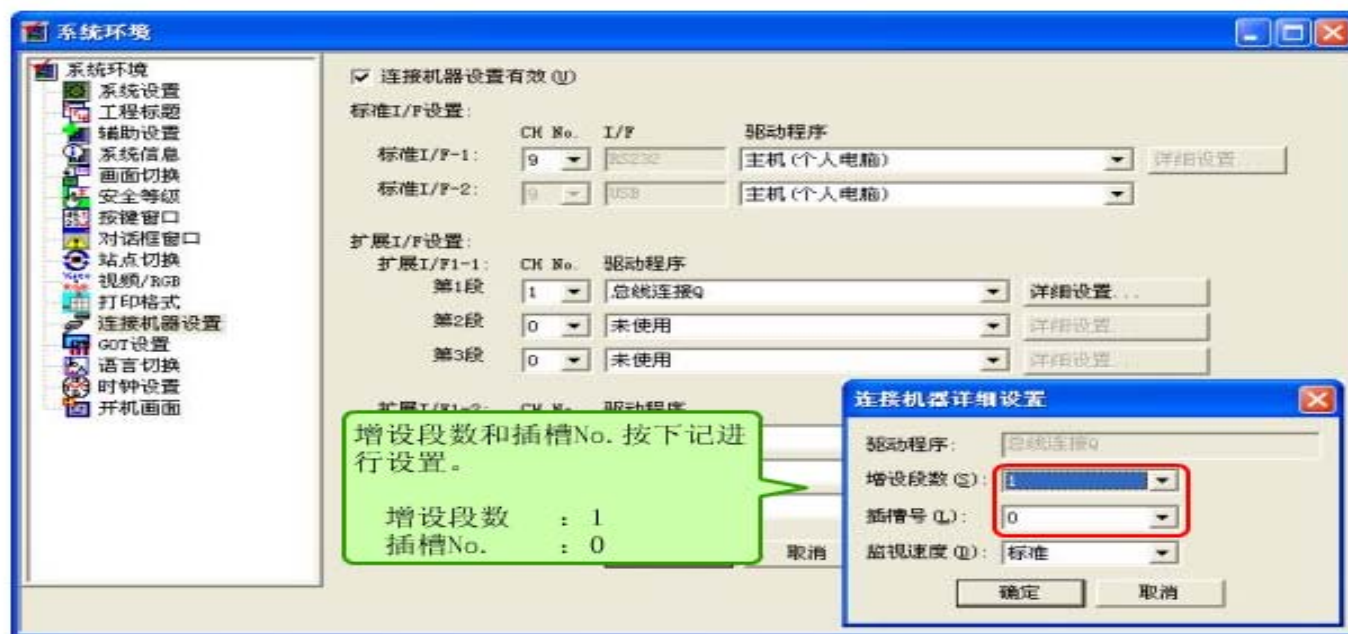 系统环境
系统环境
系统设置
工程标题
辅助设置
系统信息
画面切换
安全等级
按键窗口
对话框窗口
站点切换
视频/RGB
打印格式
连接机器设置
GOT设置
语言切换
时钟设置
开机画面
连接机器设置有效(U)
标准I/F设置:
CH No. I/F 驱动程序
标准I/F-1: 9 RS232 主机(个人电脑) 详细设置...
标准I/F-2: 9 USB 主机(个人电脑)
扩展I/F设置:
扩展I/F1-1: CH No. 驱动程序
第1段 1 总线连接Q 详细设置...
第2段 0 未使用 详细设置...
第3段 0 未使用 详细设置...
扩展I/F1-2: CH No. 驱动程序
增设段数和插槽No.按下记进
行设置。
增设段数 : 1
插槽No. : 0
取消
连接机器详细设置
驱动程序: 总线连接Q
增设段数(S): 1
插槽号(L): 0
监视速度(D): 标准
确定 取消